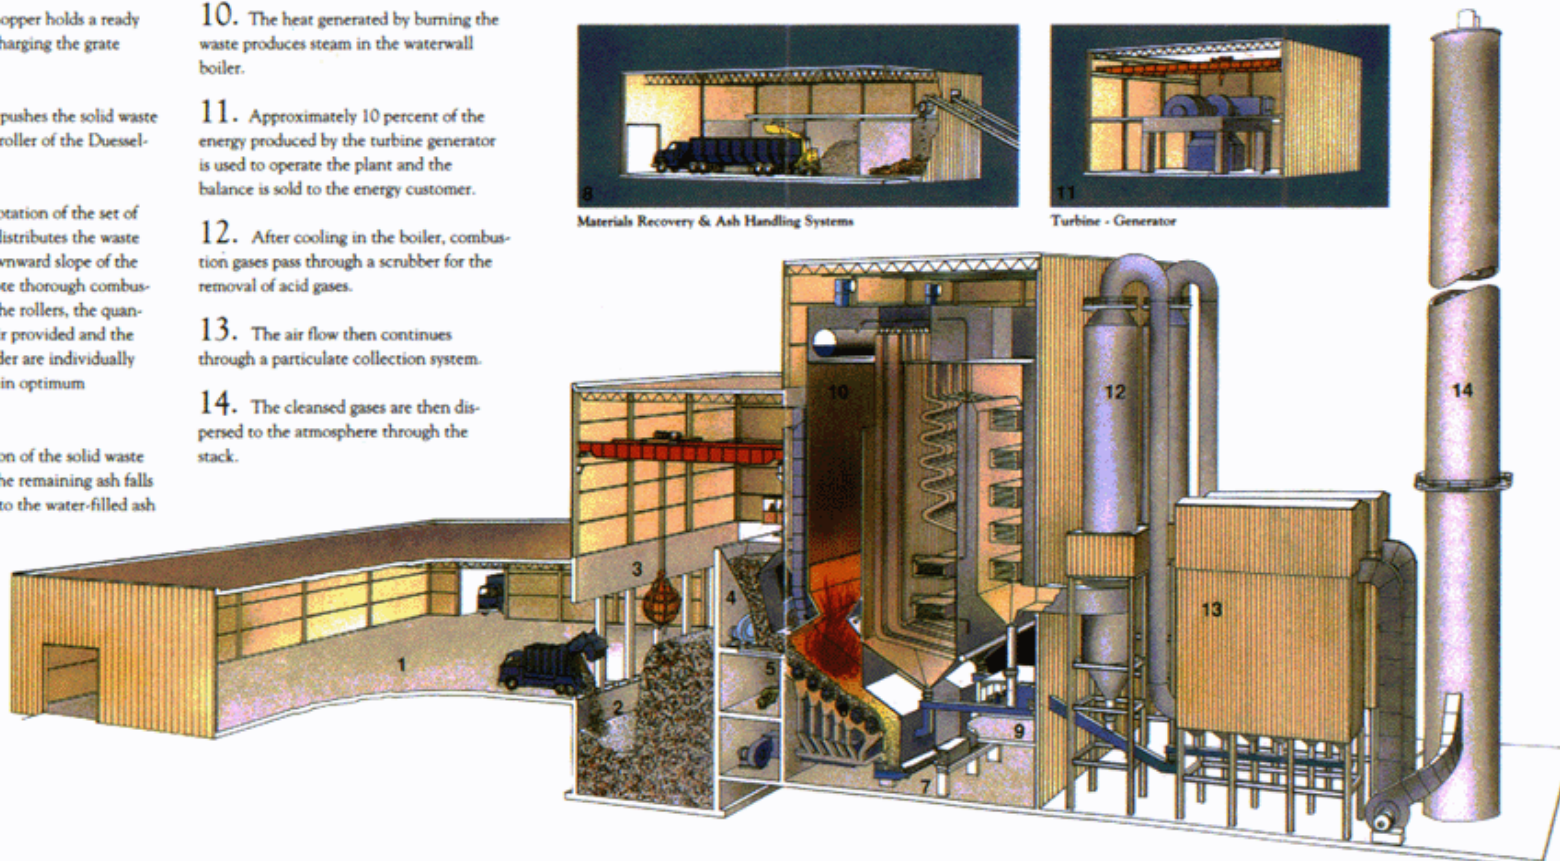 opper holds a ready
harging the grate
pushes the solid waste
roller of the Duessel-
otation of the set of
distributes the waste
wnward slope of the
te thorough combus-
he rollers, the quan-
r provided and the
der are individually
in optimum
on of the solid waste
he remaining ash falls
to the water-filled ash
10. The heat generated by burning the
waste produces steam in the waterwall
boiler.
11. Approximately 10 percent of the
energy produced by the turbine generator
is used to operate the plant and the
balance is sold to the energy customer.
12. After cooling in the boiler, combus-
tion gases pass through a scrubber for the
removal of acid gases.
13. The air flow then continues
through a particulate collection system.
14. The cleansed gases are then dis-
persed to the atmosphere through the
stack.
8
Materials Recovery & Ash Handling Systems
11
Turbine - Generator
1
2
3
4
5
6
7
9
10
12
13
14